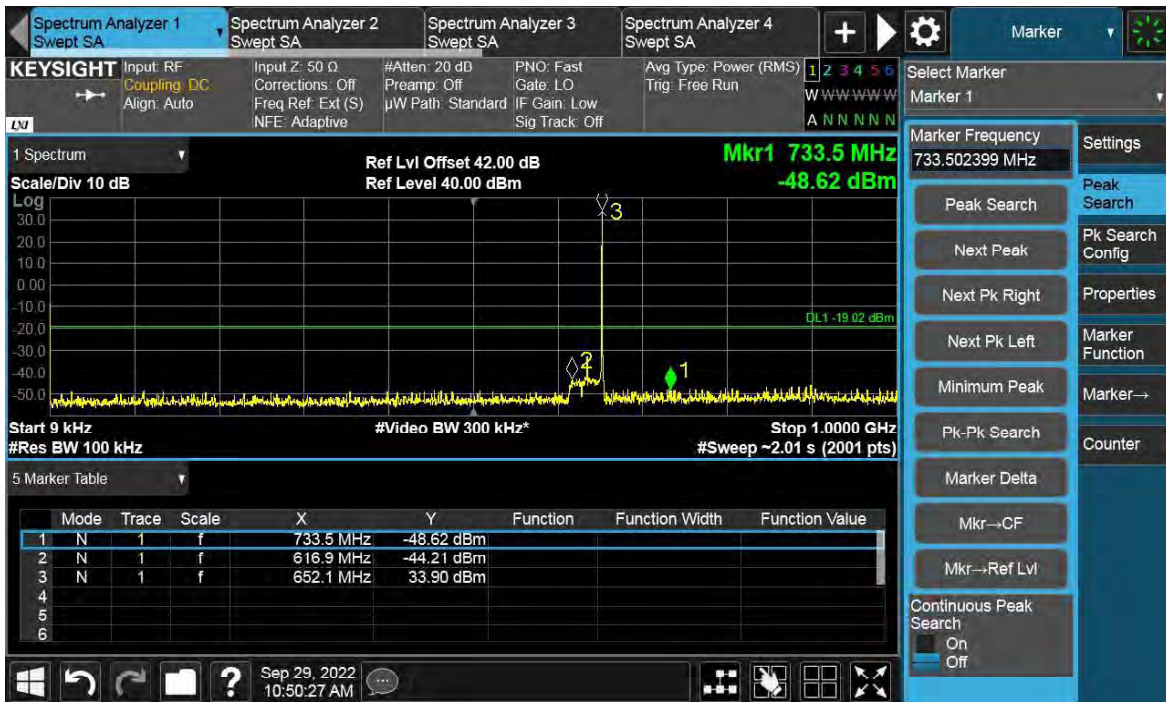 Spectrum Analyzer 1
Swept SA
Spectrum Analyzer 2
Swept SA
Spectrum Analyzer 3
Swept SA
Spectrum Analyzer 4
Swept SA
+
Marker
KEYSIGHT
LXI
Input: RF
Coupling: DC
Align: Auto
Input Z: 50 Ω
Corrections: Off
Freq Ref: Ext (S)
NFE: Adaptive
#Atten: 20 dB
Preamp: Off
µW Path: Standard
PNO: Fast
Gate: LO
IF Gain: Low
Sig Track: Off
Avg Type: Power (RMS)
Trig: Free Run
1 2 3 4 5 6
W W W W W W
A N N N N N
Select Marker
Marker 1
1 Spectrum
Scale/Div 10 dB
Ref Lvl Offset 42.00 dB
Ref Level 40.00 dBm
Mkr1 733.5 MHz
-48.62 dBm
Log
30.0
20.0
10.0
0.00
-10.0
-20.0
-30.0
-40.0
-50.0
3
DL1 -19.02 dBm
2
1
Start 9 kHz
#Res BW 100 kHz
#Video BW 300 kHz*
Stop 1.0000 GHz
#Sweep ~2.01 s (2001 pts)
5 Marker Table
Mode Trace Scale X Y Function Function Width Function Value
1 N 1 f 733.5 MHz -48.62 dBm
2 N 1 f 616.9 MHz -44.21 dBm
3 N 1 f 652.1 MHz 33.90 dBm
4
5
6
Marker Frequency
733.502399 MHz
Peak Search
Next Peak
Next Pk Right
Next Pk Left
Minimum Peak
Pk-Pk Search
Marker Delta
Mkr→CF
Mkr→Ref Lvl
Continuous Peak
Search
On
Off
Settings
Peak
Search
Pk Search
Config
Properties
Marker
Function
Marker→
Counter
?
Sep 29, 2022
10:50:27 AM